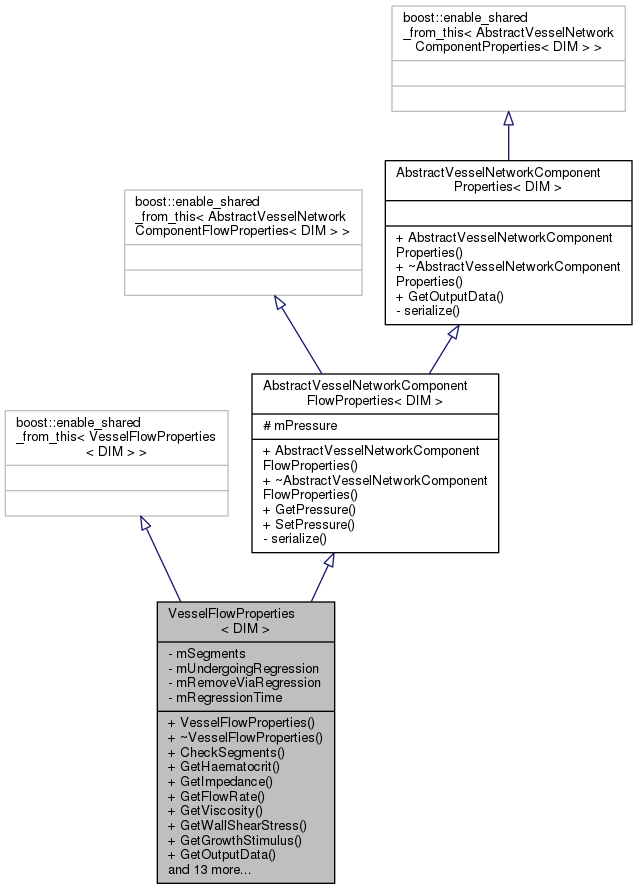 boost::enable_shared
_from_this< AbstractVesselNetwork
ComponentProperties< DIM > >
AbstractVesselNetworkComponent
Properties< DIM >
+ AbstractVesselNetworkComponent
Properties()
+ ~AbstractVesselNetworkComponent
Properties()
+ GetOutputData()
- serialize()
boost::enable_shared
_from_this< AbstractVesselNetwork
ComponentFlowProperties< DIM > >
AbstractVesselNetworkComponent
FlowProperties< DIM >
# mPressure
+ AbstractVesselNetworkComponent
FlowProperties()
+ ~AbstractVesselNetworkComponent
FlowProperties()
+ GetPressure()
+ SetPressure()
- serialize()
boost::enable_shared
_from_this< VesselFlowProperties
< DIM > >
VesselFlowProperties
< DIM >
- mSegments
- mUndergoingRegression
- mRemoveViaRegression
- mRegressionTime
+ VesselFlowProperties()
+ ~VesselFlowProperties()
+ CheckSegments()
+ GetHaematocrit()
+ GetImpedance()
+ GetFlowRate()
+ GetViscosity()
+ GetWallShearStress()
+ GetGrowthStimulus()
+ GetOutputData()
and 13 more...